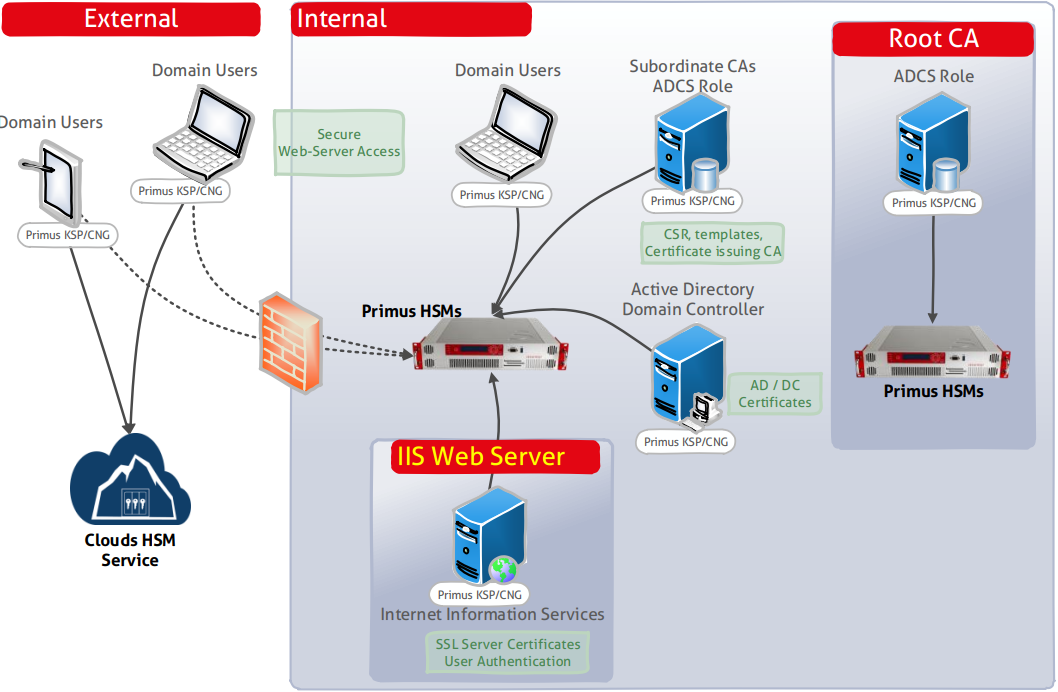 External
Internal
Root CA
Domain Users
Domain Users
Primus KSP/CNG
Primus KSP/CNG
Secure
Web-Server Access
Domain Users
Primus KSP/CNG
Subordinate CAs
ADCS Role
Primus KSP/CNG
CSR, templates,
Certificate issuing CA
ADCS Role
Primus KSP/CNG
Primus HSMs
Active Directory
Domain Controller
AD / DC
Certificates
Primus KSP/CNG
Primus HSMs
IIS Web Server
Primus KSP/CNG
Internet Information Services
SSL Server Certificates
User Authentication
Clouds HSM
Service